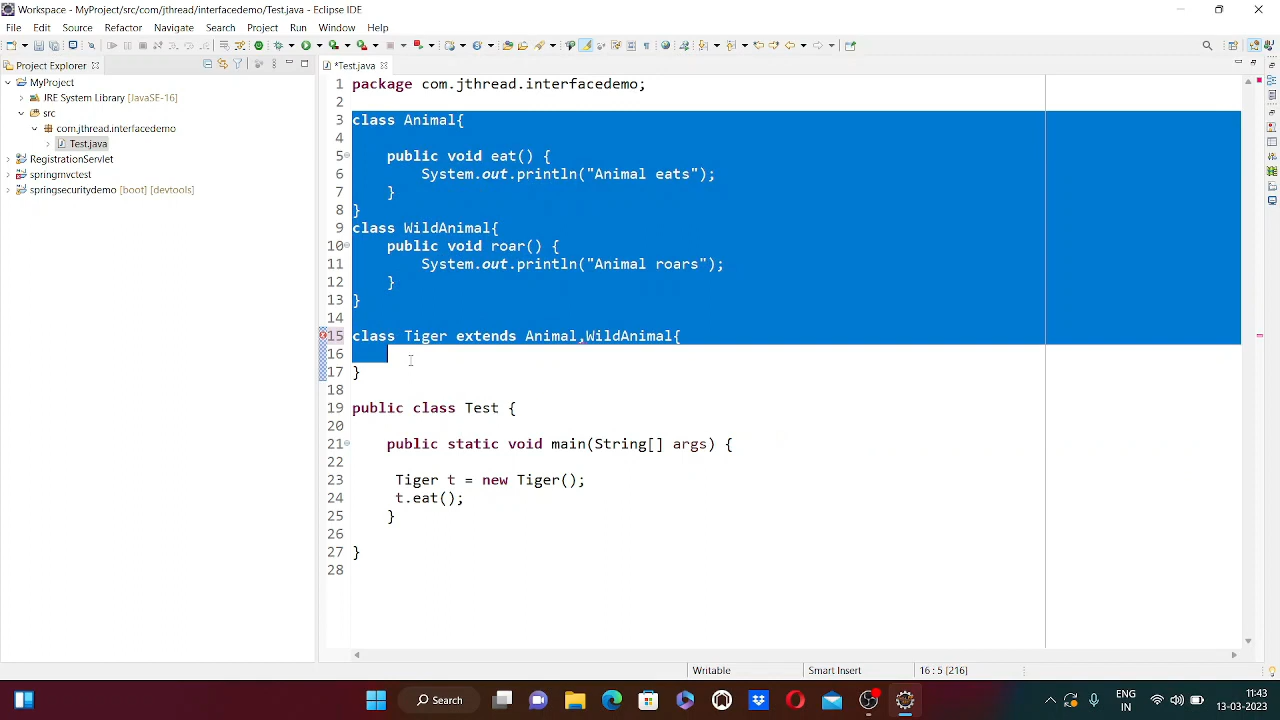 Workspace - MyProject/src/com/jthread/interfacedemo/Test.java - Eclipse IDE
File Edit Source Refactor Navigate Search Project Run Window Help
Project Explorer
*Test.java
MyProject
JRE System Library [JavaSE-16]
src
com.jthread.interfacedemo
Test.java
RegistrationServlet
springmvctest
springsecuritydemo [boot] [devtools]
1 package com.jthread.interfacedemo;
2
3 class Animal{
4
5 public void eat() {
6 System.out.println("Animal eats");
7 }
8 }
9 class WildAnimal{
10 public void roar() {
11 System.out.println("Animal roars");
12 }
13 }
14
15 class Tiger extends Animal,WildAnimal{
16
17 }
18
19 public class Test {
20
21 public static void main(String[] args) {
22
23 Tiger t = new Tiger();
24 t.eat();
25 }
26
27 }
28
Writable Smart Insert 16 : 5 [216]
Search
ENG
IN
11:43
13-03-2023